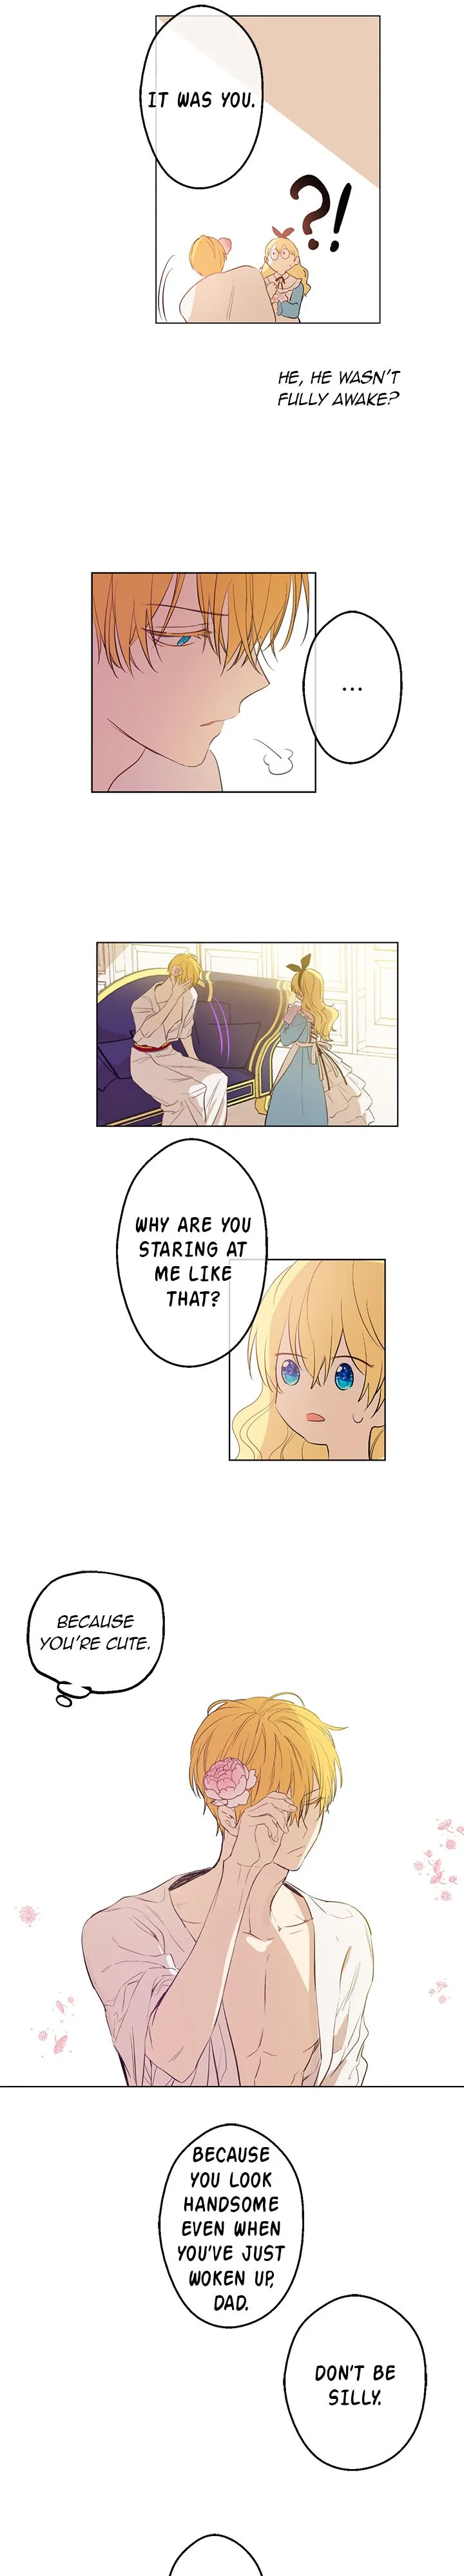 IT WAS YOU.
?!
HE, HE WASN'T
FULLY AWAKE?
...
WHY ARE YOU
STARING AT
ME LIKE
THAT?
BECAUSE
YOU'RE CUTE.
BECAUSE
YOU LOOK
HANDSOME
EVEN WHEN
YOU'VE JUST
WOKEN UP,
DAD.
DON'T BE
SILLY.